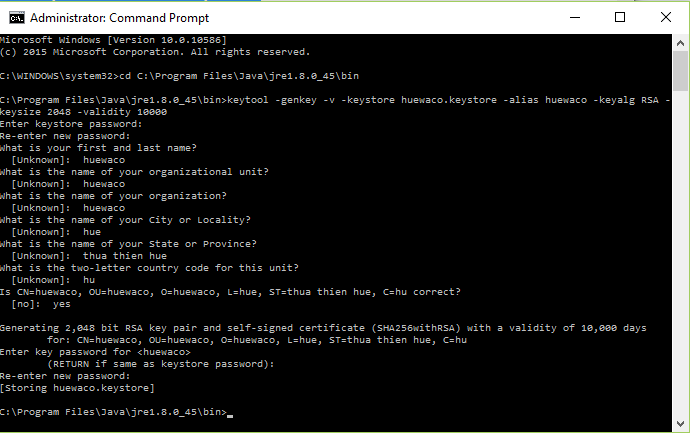 Administrator: Command Prompt
Microsoft Windows [Version 10.0.10586]
(c) 2015 Microsoft Corporation. All rights reserved.
C:\WINDOWS\system32>cd C:\Program Files\Java\jre1.8.0_45\bin
C:\Program Files\Java\jre1.8.0_45\bin>keytool -genkey -v -keystore huewaco.keystore -alias huewaco -keyalg RSA -
keysize 2048 -validity 10000
Enter keystore password:
Re-enter new password:
What is your first and last name?
[Unknown]: huewaco
What is the name of your organizational unit?
[Unknown]: huewaco
What is the name of your organization?
[Unknown]: huewaco
What is the name of your City or Locality?
[Unknown]: hue
What is the name of your State or Province?
[Unknown]: thua thien hue
What is the two-letter country code for this unit?
[Unknown]: hu
Is CN=huewaco, OU=huewaco, O=huewaco, L=hue, ST=thua thien hue, C=hu correct?
[no]: yes
Generating 2,048 bit RSA key pair and self-signed certificate (SHA256withRSA) with a validity of 10,000 days
for: CN=huewaco, OU=huewaco, O=huewaco, L=hue, ST=thua thien hue, C=hu
Enter key password for <huewaco>
(RETURN if same as keystore password):
Re-enter new password:
[Storing huewaco.keystore]
C:\Program Files\Java\jre1.8.0_45\bin>_